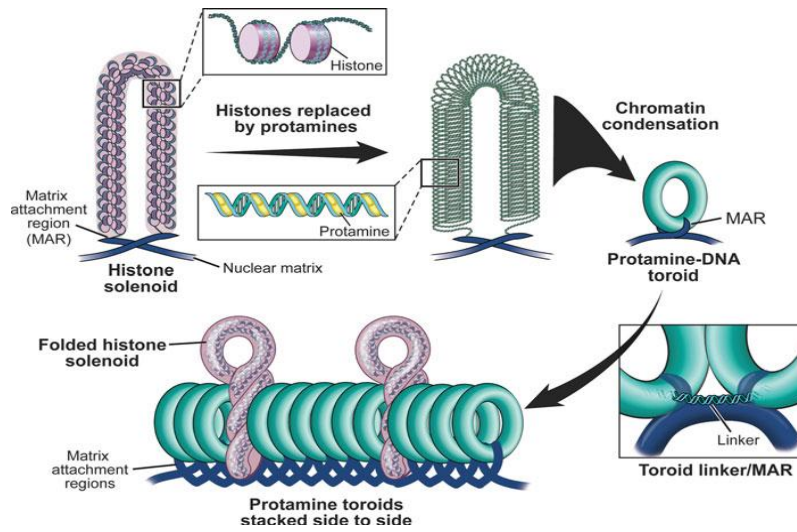 Histone
Histones replaced
by protamines
Chromatin
condensation
Matrix
attachment
region
(MAR)
Protamine
MAR
Nuclear matrix
Histone
solenoid
Protamine-DNA
toroid
Folded histone
solenoid
Linker
Matrix
attachment
regions
Toroid linker/MAR
Protamine toroids
stacked side to side